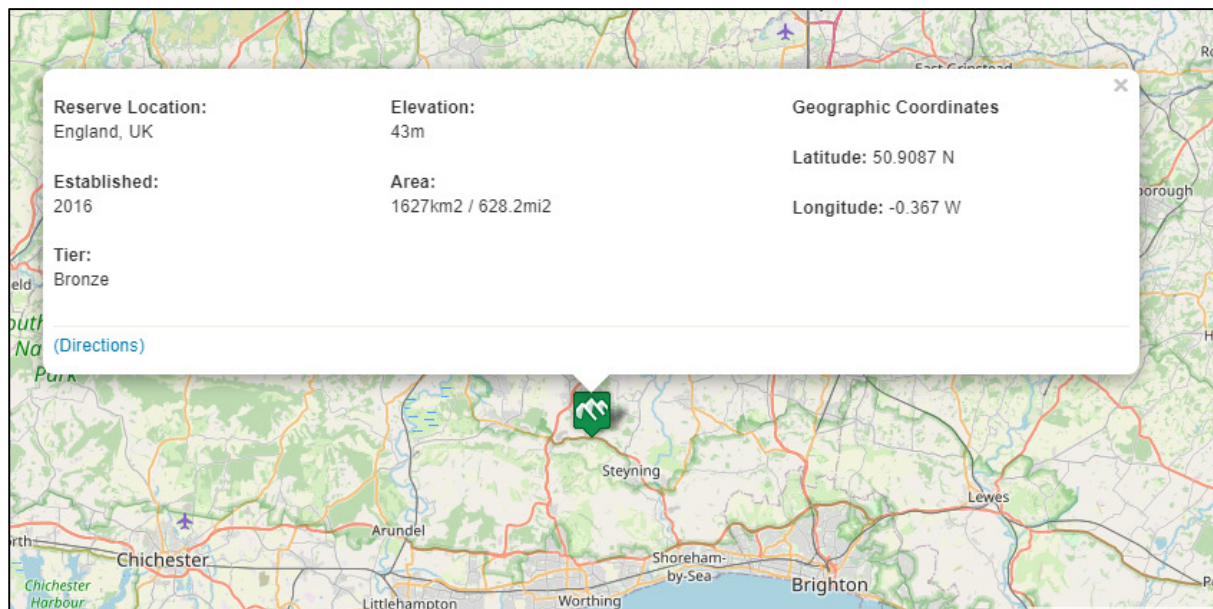 East Grinstead
×
Reserve Location:
England, UK
Elevation:
43m
Geographic Coordinates
Latitude: 50.9087 N
Established:
2016
Area:
1627km2 / 628.2mi2
Longitude: -0.367 W
Tier:
Bronze
(Directions)
Park
Steyning
Lewes
Arundel
Chichester
Shoreham-
by-Sea
Brighton
Chichester
Harbour
Littlehampton
Worthing